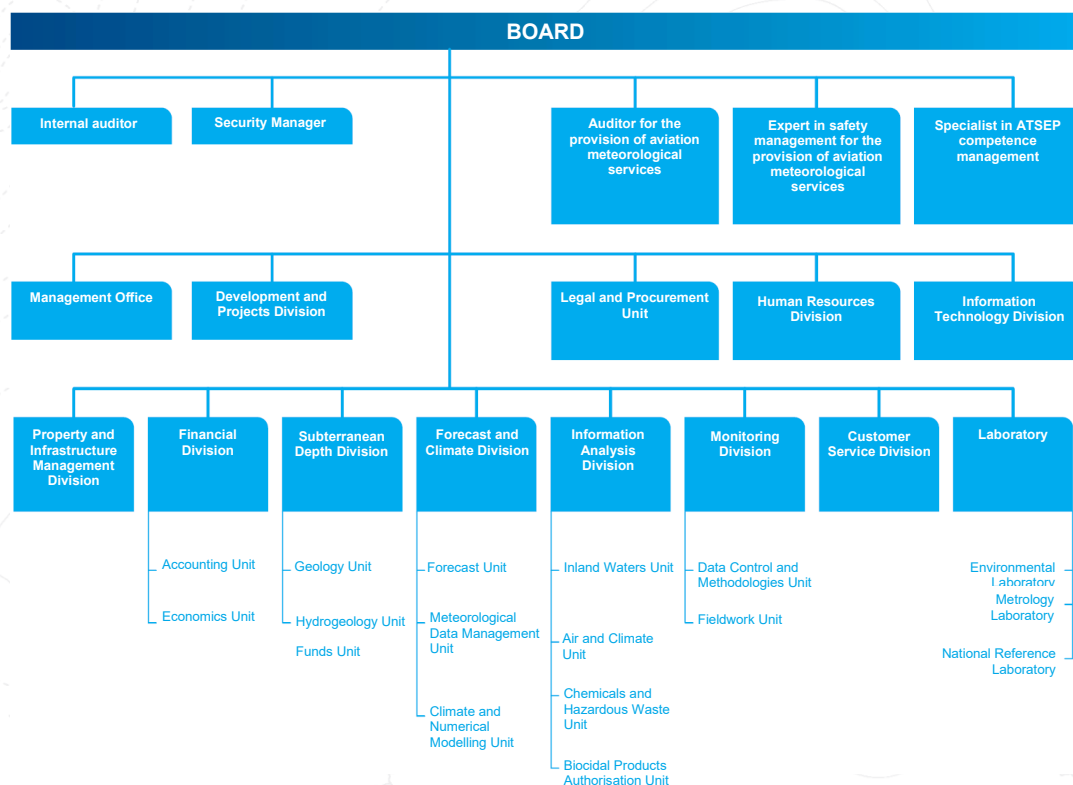 BOARD
Internal auditor
Security Manager
Auditor for the
provision of aviation
meteorological
services
Expert in safety
management for the
provision of aviation
meteorological
services
Specialist in ATSEP
competence
management
Management Office
Development and
Projects Division
Legal and Procurement
Unit
Human Resources
Division
Information
Technology Division
Property and
Infrastructure
Management
Division
Financial
Division
Subterranean
Depth Division
Forecast and
Climate Division
Information
Analysis
Division
Monitoring
Division
Customer
Service Division
Laboratory
Accounting Unit
Economics Unit
Geology Unit
Hydrogeology Unit
Funds Unit
Forecast Unit
Meteorological
Data Management
Unit
Climate and
Numerical
Modelling Unit
Inland Waters Unit
Air and Climate
Unit
Chemicals and
Hazardous Waste
Unit
Biocidal Products
Authorisation Unit
Data Control and
Methodologies Unit
Fieldwork Unit
Environmental
Laboratory
Metrology
Laboratory
National Reference
Laboratory